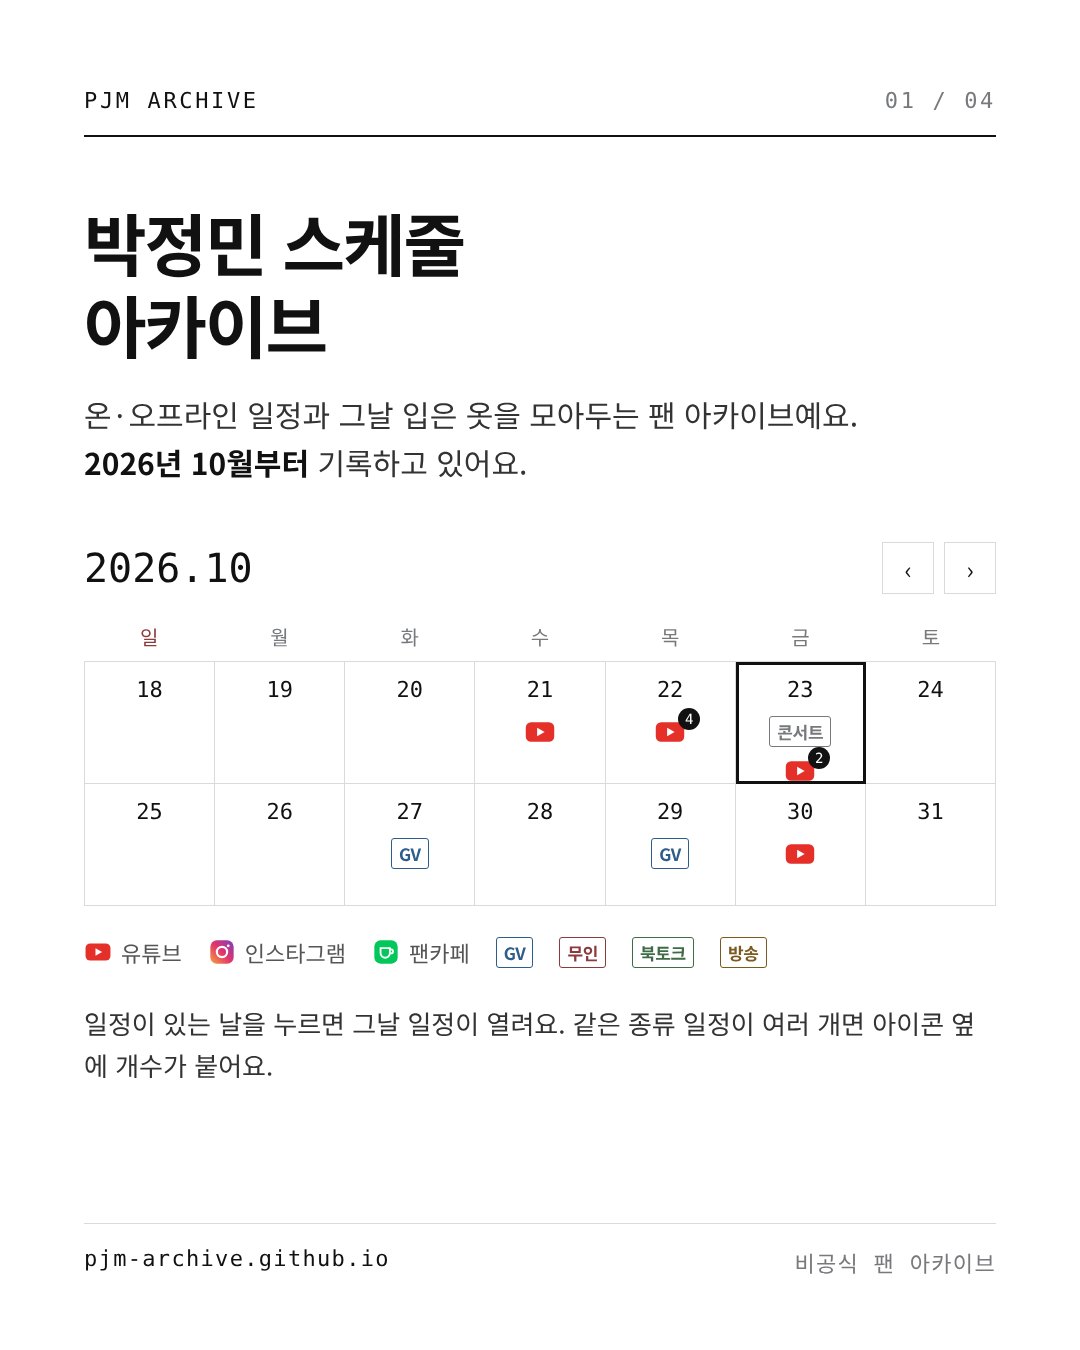 PJM ARCHIVE 01 / 04
박정민 스케줄
아카이브
온·오프라인 일정과 그날 입은 옷을 모아두는 팬 아카이브예요.
2026년 10월부터 기록하고 있어요.
2026.10 ‹ ›
일 월 화 수 목 금 토
18 19 20 21 22 23 24
4 콘서트
2
25 26 27 28 29 30 31
GV GV
유튜브 인스타그램 팬카페 GV 무인 북토크 방송
일정이 있는 날을 누르면 그날 일정이 열려요. 같은 종류 일정이 여러 개면 아이콘 옆
에 개수가 붙어요.
pjm-archive.github.io 비공식 팬 아카이브